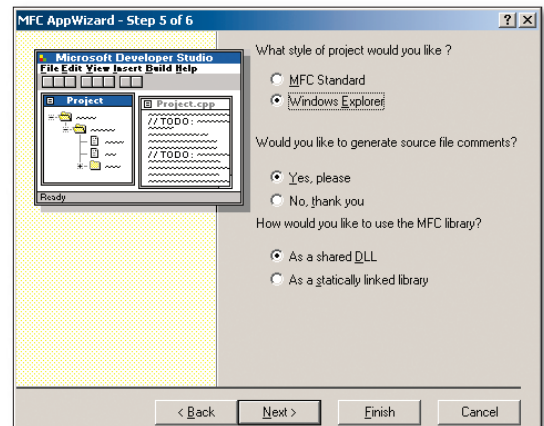 MFC AppWizard - Step 5 of 6
Microsoft Developer Studio
File Edit View Insert Build Help
Project
Project.cpp
//TODO:
//TODO:
Ready
What style of project would you like ?
MFC Standard
Windows Explorer
Would you like to generate source file comments?
Yes, please
No, thank you
How would you like to use the MFC library?
As a shared DLL
As a statically linked library
< Back
Next >
Finish
Cancel